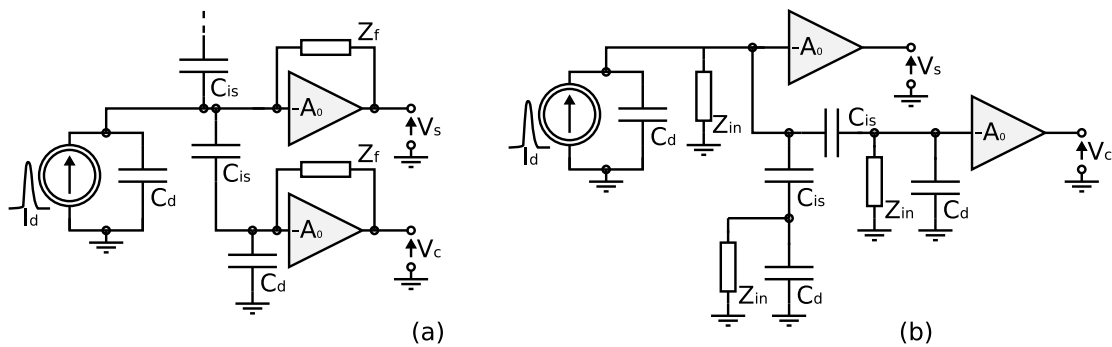 Cis
Zf
-A₀
Vs
Id
Cd
Cis
Zf
-A₀
Vc
Cd
(a)
-A₀
Vs
Id
Cd
Zin
Cis
-A₀
Vc
Zin
Cd
Cis
Zin
Cd
(b)